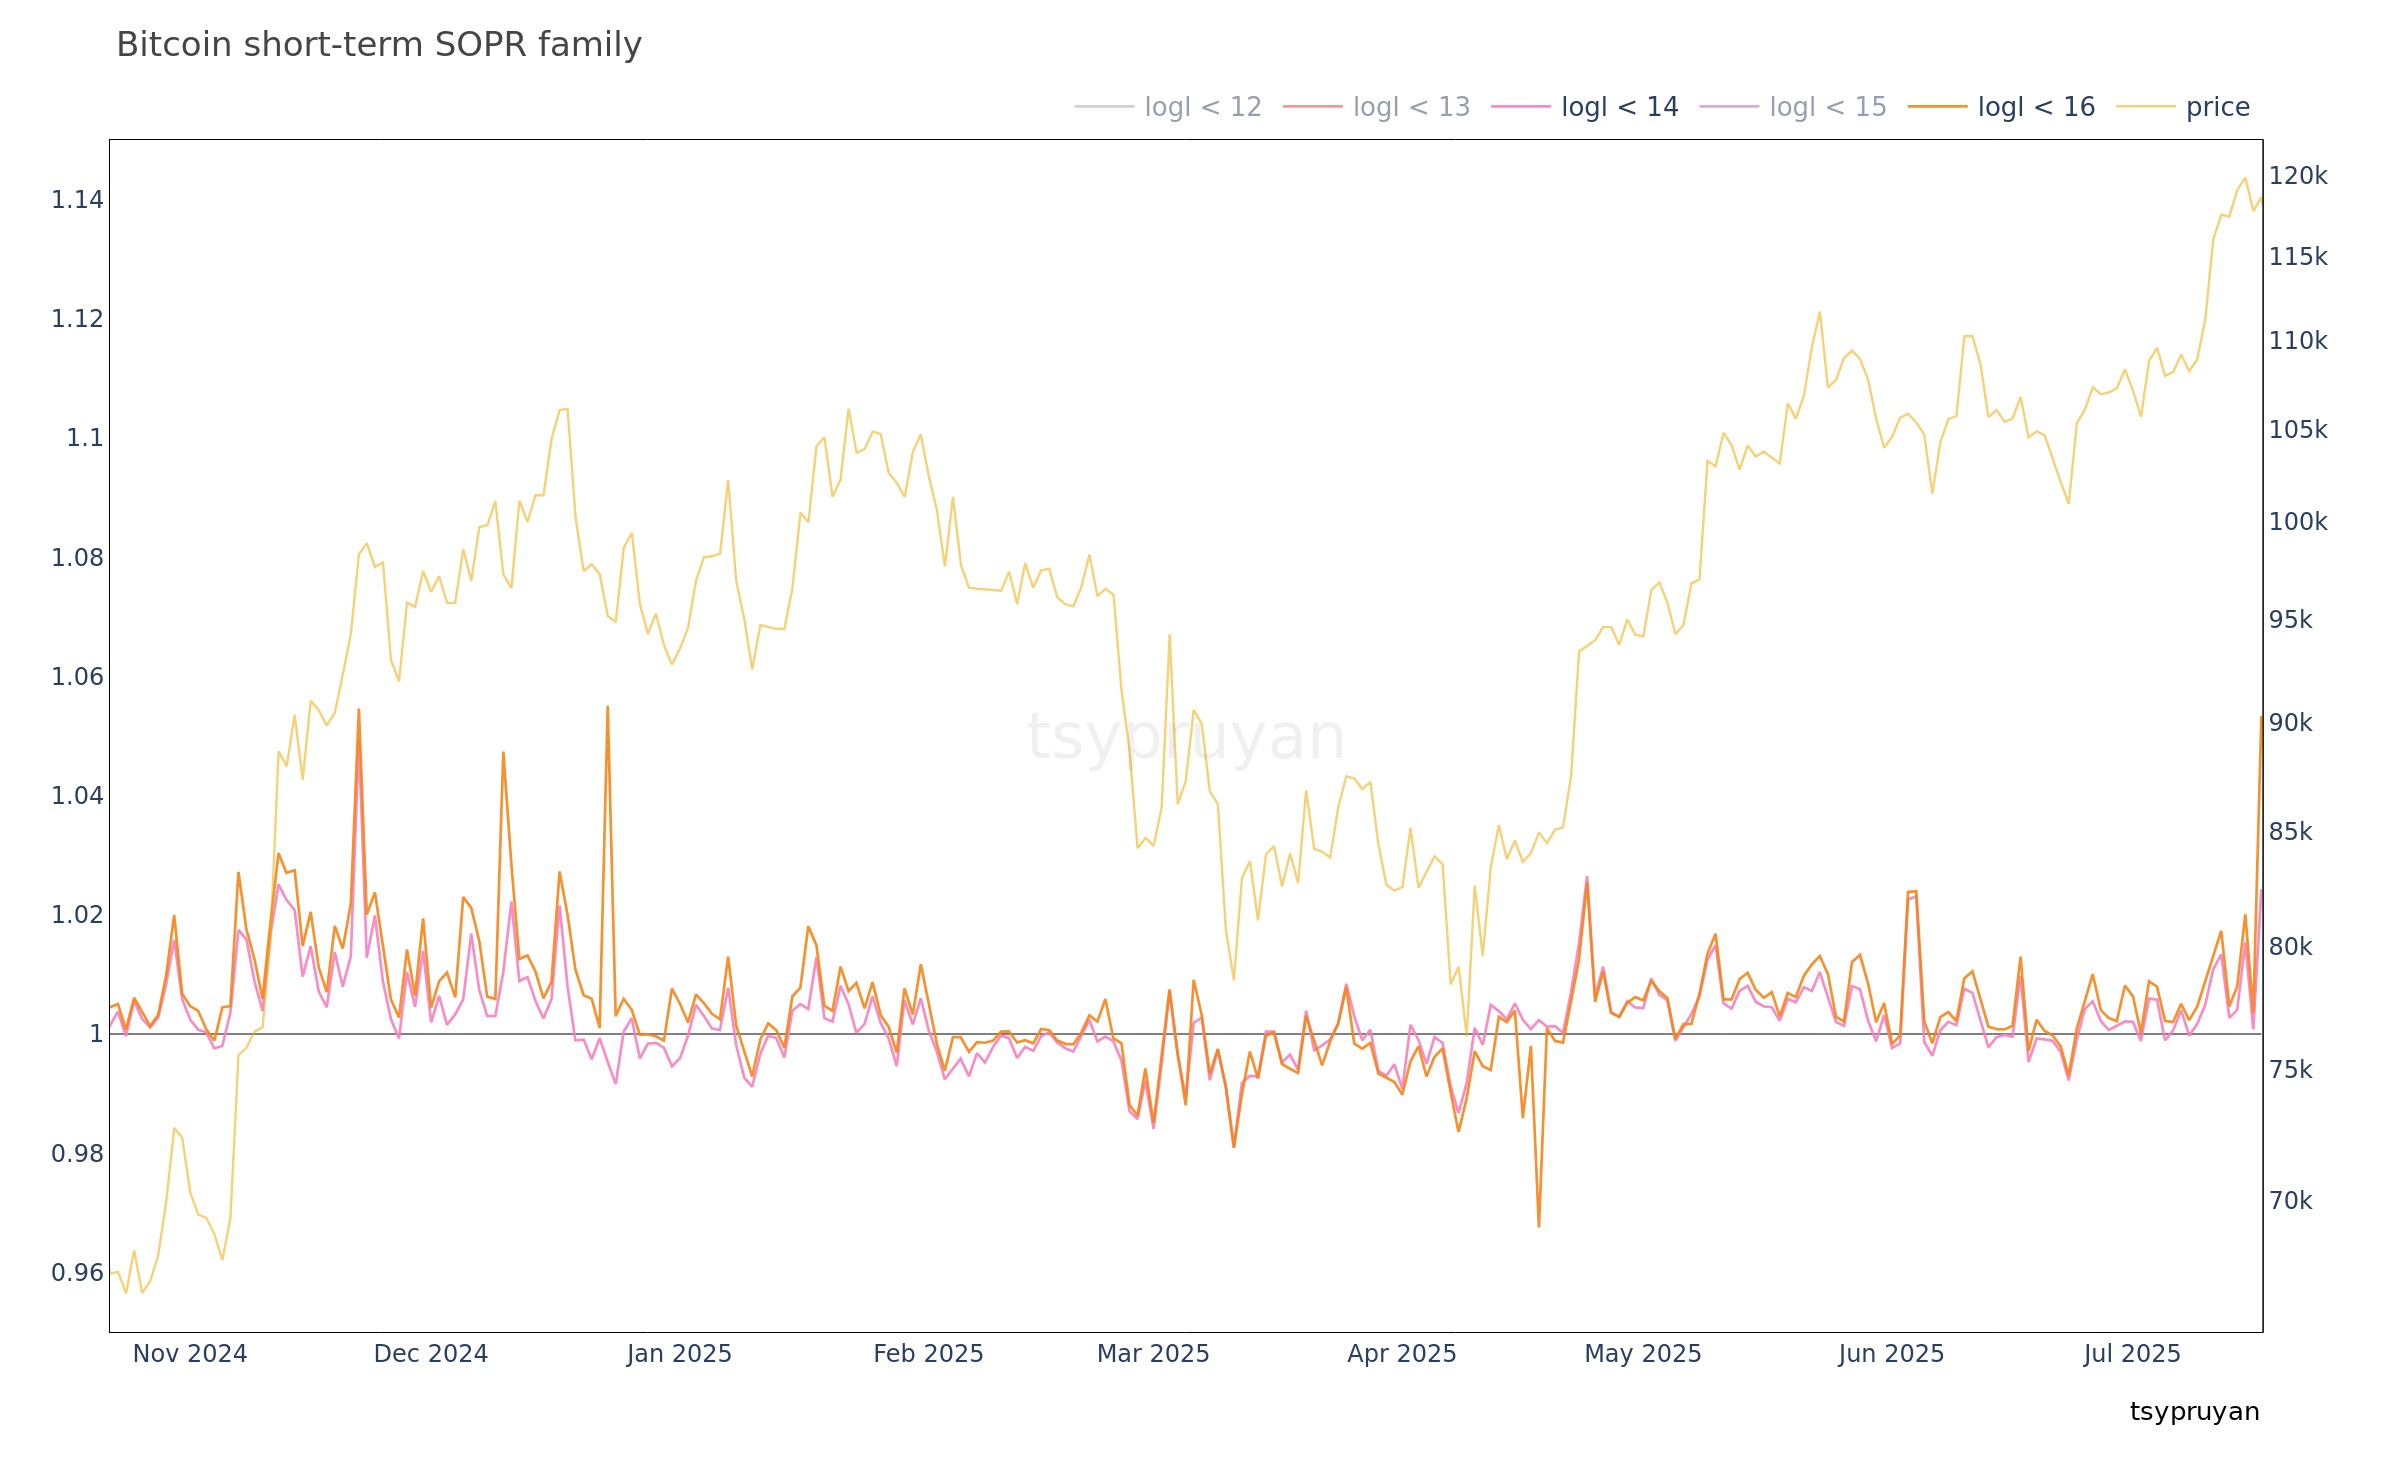 Bitcoin short-term SOPR family
logl < 12 logl < 13 logl < 14 logl < 15 logl < 16 price
1.14
1.12
1.1
1.08
1.06
1.04
1.02
1
0.98
0.96
120k
115k
110k
105k
100k
95k
90k
85k
80k
75k
70k
tsypruyan
Nov 2024 Dec 2024 Jan 2025 Feb 2025 Mar 2025 Apr 2025 May 2025 Jun 2025 Jul 2025
tsypruyan